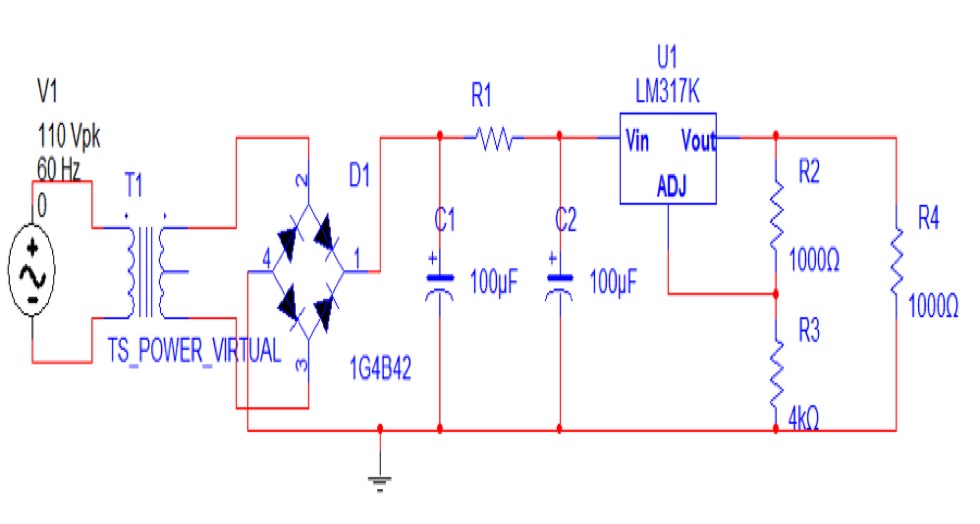 V1
110 Vpk
60 Hz
0
T1
TS_POWER_VIRTUAL
2
D1
4
1
3
1G4B42
C1
100µF
R1
C2
100µF
U1
LM317K
Vin Vout
ADJ
R2
1000Ω
R3
4kΩ
R4
1000Ω